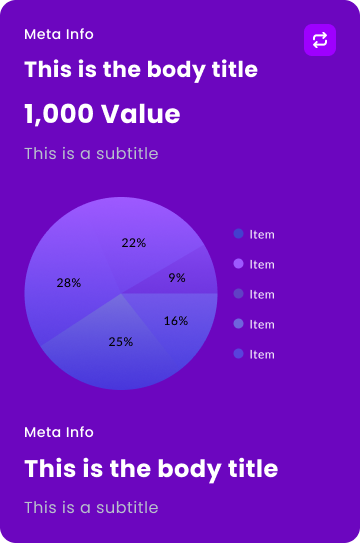 Meta Info
This is the body title
1,000 Value
This is a subtitle
22%
9%
28%
16%
25%
Item
Item
Item
Item
Item
Meta Info
This is the body title
This is a subtitle